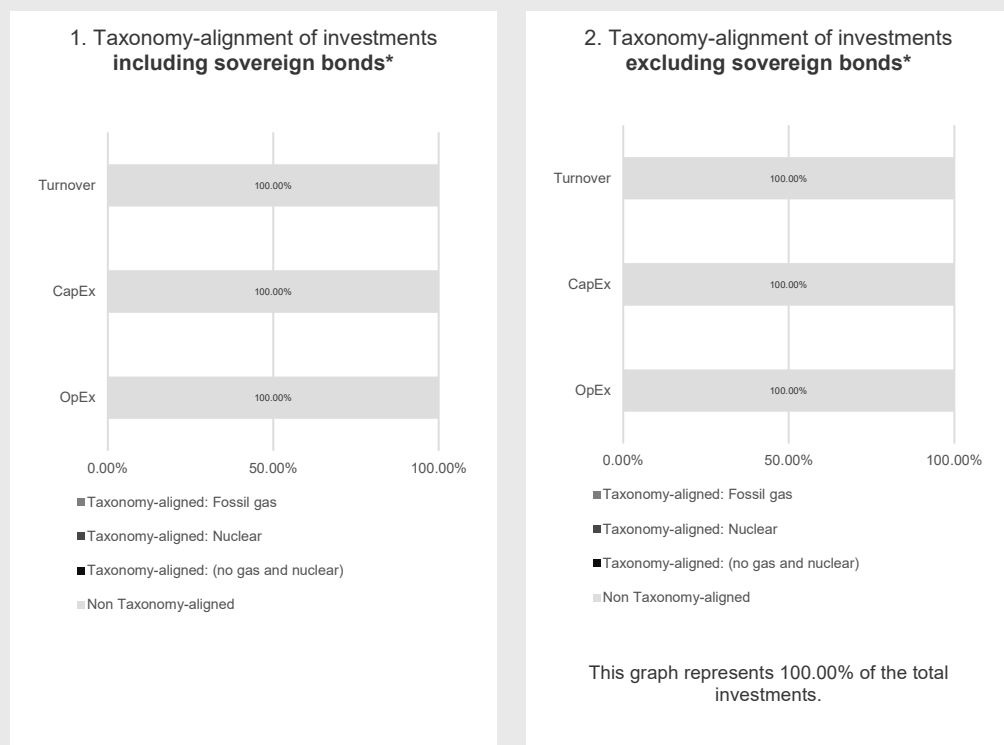 1. Taxonomy-alignment of investments
including sovereign bonds*
Turnover
100.00%
CapEx
100.00%
OpEx
100.00%
0.00%
50.00%
100.00%
Taxonomy-aligned: Fossil gas
Taxonomy-aligned: Nuclear
Taxonomy-aligned: (no gas and nuclear)
Non Taxonomy-aligned
2. Taxonomy-alignment of investments
excluding sovereign bonds*
Turnover
100.00%
CapEx
100.00%
OpEx
100.00%
0.00%
50.00%
100.00%
Taxonomy-aligned: Fossil gas
Taxonomy-aligned: Nuclear
Taxonomy-aligned: (no gas and nuclear)
Non Taxonomy-aligned
This graph represents 100.00% of the total
investments.